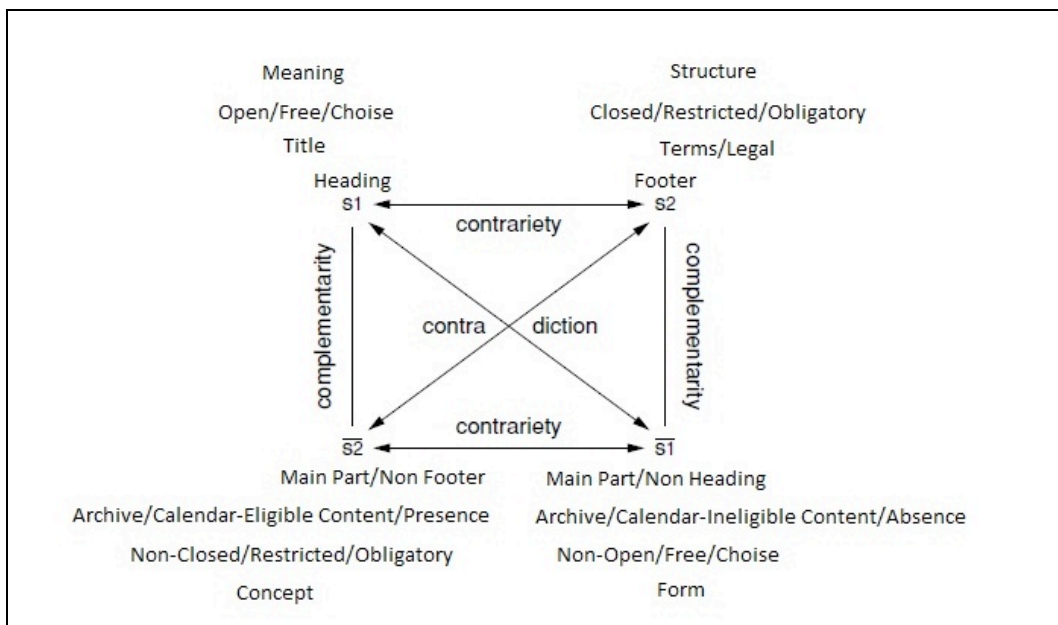 Meaning Structure
Open/Free/Choise Closed/Restricted/Obligatory
Title Terms/Legal
Heading Footer
s1 s2
contrariety
complementarity complementarity
contra diction
contrariety
s̅2̅ s̅1̅
Main Part/Non Footer Main Part/Non Heading
Archive/Calendar-Eligible Content/Presence Archive/Calendar-Ineligible Content/Absence
Non-Closed/Restricted/Obligatory Non-Open/Free/Choise
Concept Form